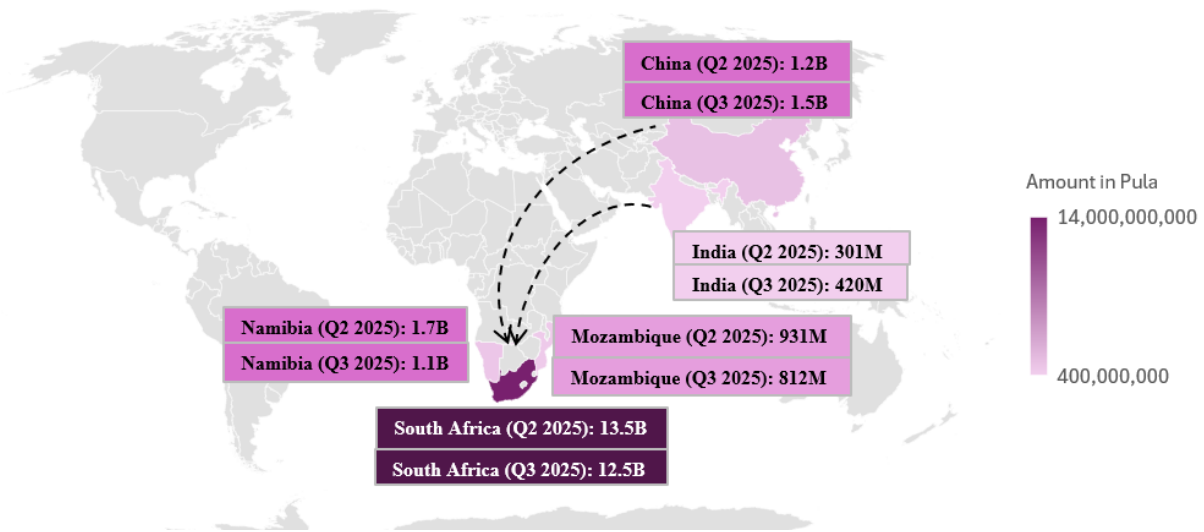 China (Q2 2025): 1.2B
China (Q3 2025): 1.5B
Amount in Pula
14,000,000,000
400,000,000
India (Q2 2025): 301M
India (Q3 2025): 420M
Namibia (Q2 2025): 1.7B
Namibia (Q3 2025): 1.1B
Mozambique (Q2 2025): 931M
Mozambique (Q3 2025): 812M
South Africa (Q2 2025): 13.5B
South Africa (Q3 2025): 12.5B